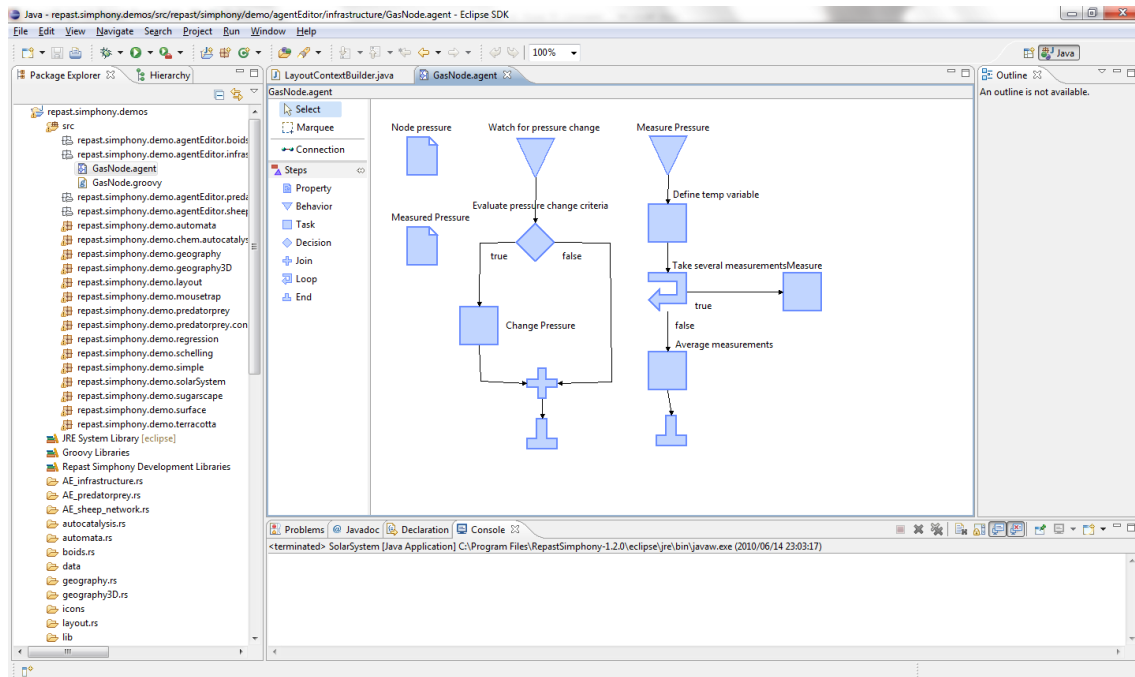 Java - repast.simphony.demos/src/repast/simphony/demo/agentEditor/infrastructure/GasNode.agent - Eclipse SDK
File Edit View Navigate Search Project Run Window Help
100%
Java
Package Explorer
Hierarchy
repast.simphony.demos
src
repast.simphony.demo.agentEditor.boids
repast.simphony.demo.agentEditor.infras
GasNode.agent
GasNode.groovy
repast.simphony.demo.agentEditor.preda
repast.simphony.demo.agentEditor.sheep
repast.simphony.demo.automata
repast.simphony.demo.chem.autocatalys
repast.simphony.demo.geography
repast.simphony.demo.geography3D
repast.simphony.demo.layout
repast.simphony.demo.mousetrap
repast.simphony.demo.predatorprey
repast.simphony.demo.predatorprey.con
repast.simphony.demo.regression
repast.simphony.demo.schelling
repast.simphony.demo.simple
repast.simphony.demo.solarSystem
repast.simphony.demo.sugarscape
repast.simphony.demo.surface
repast.simphony.demo.terracotta
JRE System Library [eclipse]
Groovy Libraries
Repast Simphony Development Libraries
AE_infrastructure.rs
AE_predatorprey.rs
AE_sheep_network.rs
autocatalysis.rs
automata.rs
boids.rs
data
geography.rs
geography3D.rs
icons
layout.rs
lib
LayoutContextBuilder.java
GasNode.agent
GasNode.agent
Select
Marquee
Connection
Steps
Property
Behavior
Task
Decision
Join
Loop
End
Node pressure
Watch for pressure change
Measure Pressure
Define temp variable
Evaluate pressure change criteria
Measured Pressure
true
false
Take several measurementsMeasure
true
Change Pressure
false
Average measurements
Outline
An outline is not available.
Problems
@ Javadoc
Declaration
Console
<terminated> SolarSystem [Java Application] C:\Program Files\RepastSimphony-1.2.0\eclipse\jre\bin\javaw.exe (2010/06/14 23:03:17)